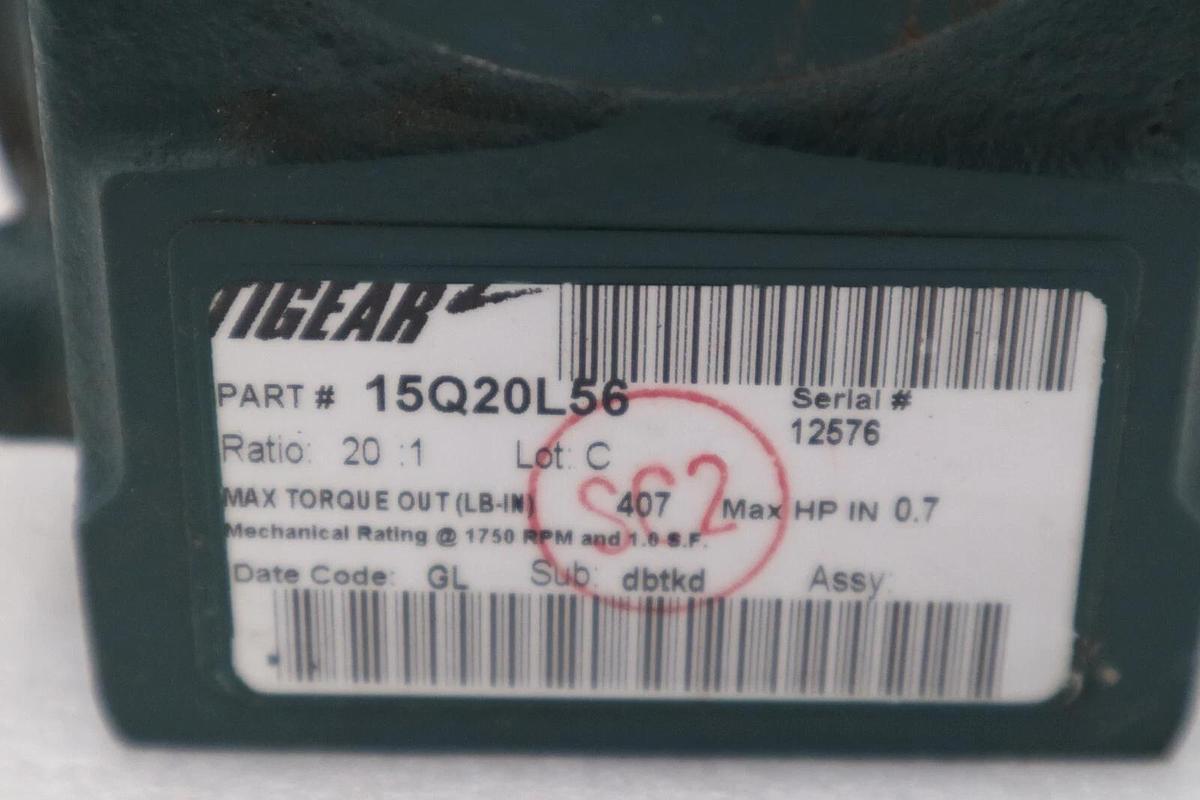 TIGEAR 2
PART # 15Q20L56
Serial #
12576
Ratio: 20 :1 Lot: C
MAX TORQUE OUT (LB-IN) 407 Max HP IN 0.7
Mechanical Rating @ 1750 RPM and 1.0 S.F.
Date Code: GL Sub: dbtkd Assy: